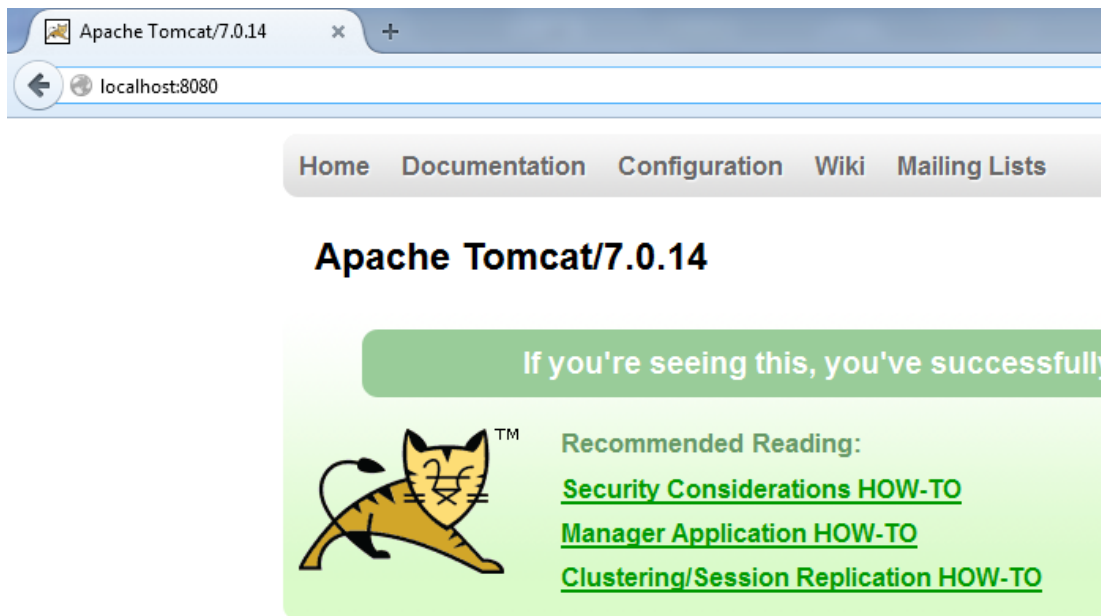 Apache Tomcat/7.0.14
localhost:8080
Home Documentation Configuration Wiki Mailing Lists
Apache Tomcat/7.0.14
If you're seeing this, you've successfully
TM
Recommended Reading:
Security Considerations HOW-TO
Manager Application HOW-TO
Clustering/Session Replication HOW-TO